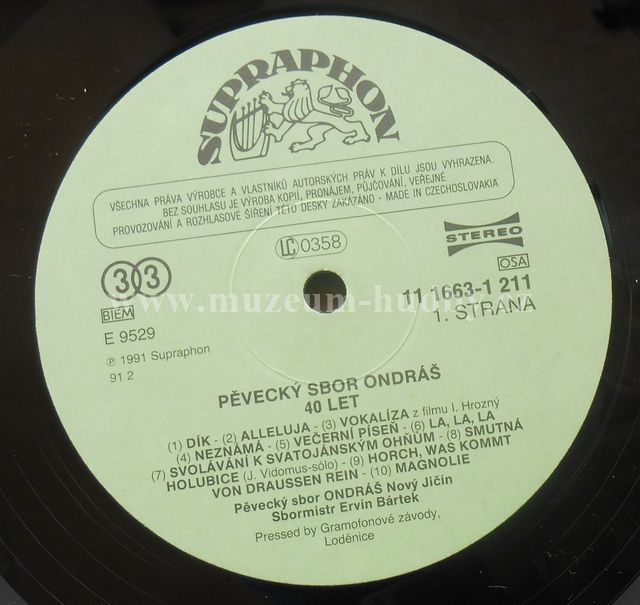 SUPRAPHON
VŠECHNA PRÁVA VÝROBCE A VLASTNÍKŮ AUTORSKÝCH PRÁV K DÍLU JSOU VYHRAZENA.
BEZ SOUHLASU JE VÝROBA KOPIÍ, PRONÁJEM, PŮJČOVÁNÍ, VEŘEJNÉ
PROVOZOVÁNÍ A ROZHLASOVÉ ŠÍŘENÍ TÉTO DESKY ZAKÁZÁNO - MADE IN CZECHOSLOVAKIA
LC 0358
STEREO
OSA
33
BIEM
E 9529
℗ 1991 Supraphon
91 2
11 1663-1 211
1. STRANA
www.muzeum-hudby.cz
PĚVECKÝ SBOR ONDRÁŠ
40 LET
(1) DÍK - (2) ALLELUJA - (3) VOKALÍZA z filmu I. Hrozný
(4) NEZNÁMÁ - (5) VEČERNÍ PÍSEŇ - (6) LA, LA, LA
(7) SVOLÁVÁNÍ K SVATOJÁNSKÝM OHŇŮM - (8) SMUTNÁ
HOLUBICE (J. Vidomus-sólo) - (9) HORCH, WAS KOMMT
VON DRAUSSEN REIN - (10) MAGNOLIE
Pěvecký sbor ONDRÁŠ Nový Jičín
Sbormistr Ervín Bártek
Pressed by Gramofonové závody,
Loděnice